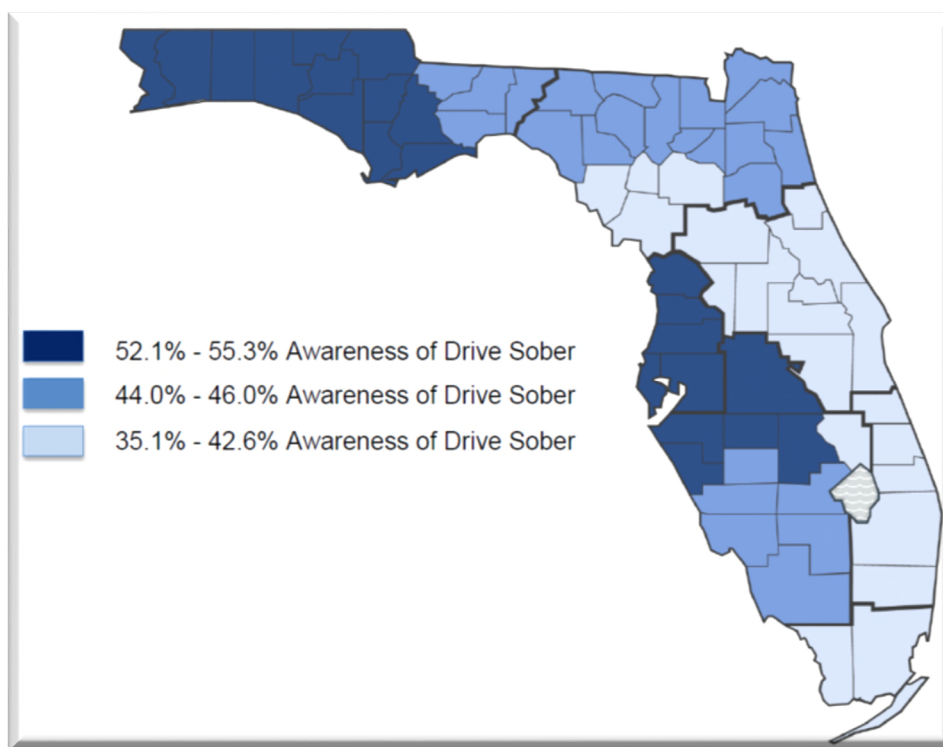 52.1% - 55.3% Awareness of Drive Sober
44.0% - 46.0% Awareness of Drive Sober
35.1% - 42.6% Awareness of Drive Sober